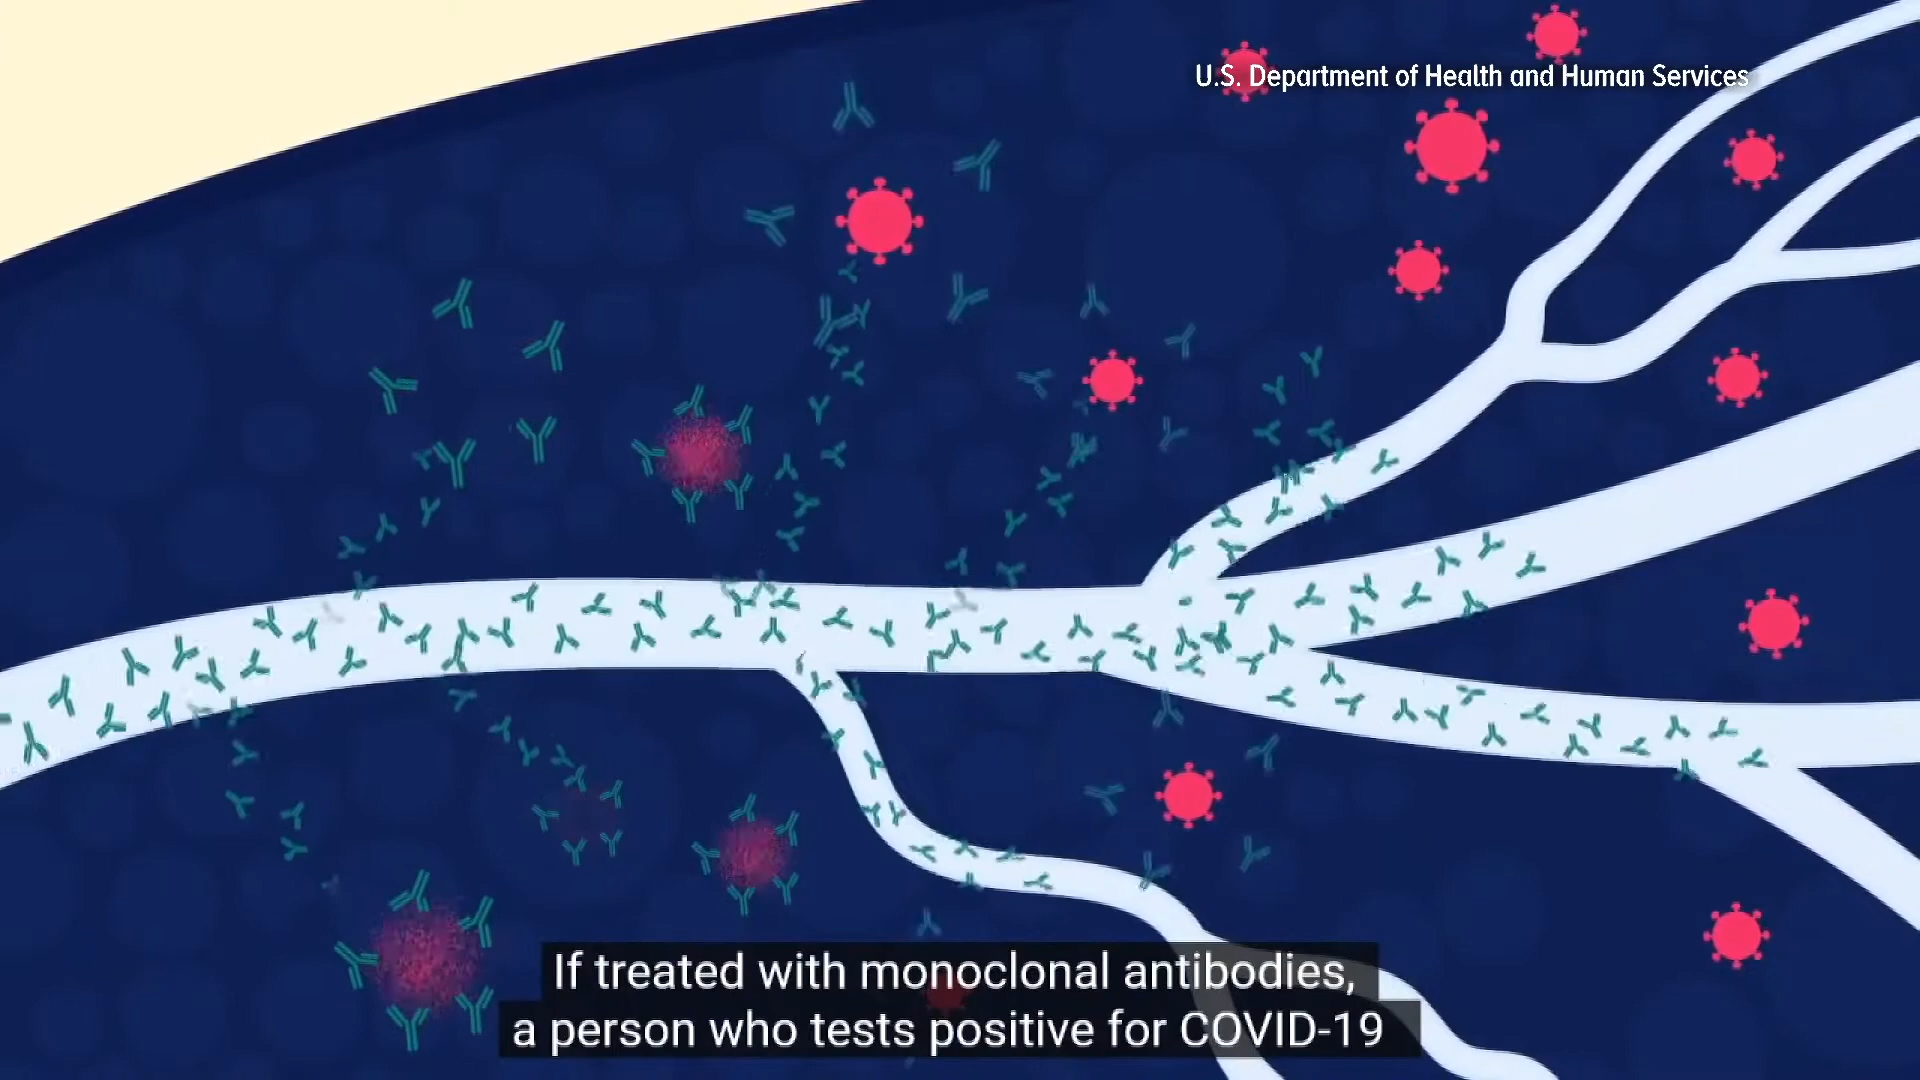 U.S. Department of Health and Human Services
If treated with monoclonal antibodies,
a person who tests positive for COVID-19